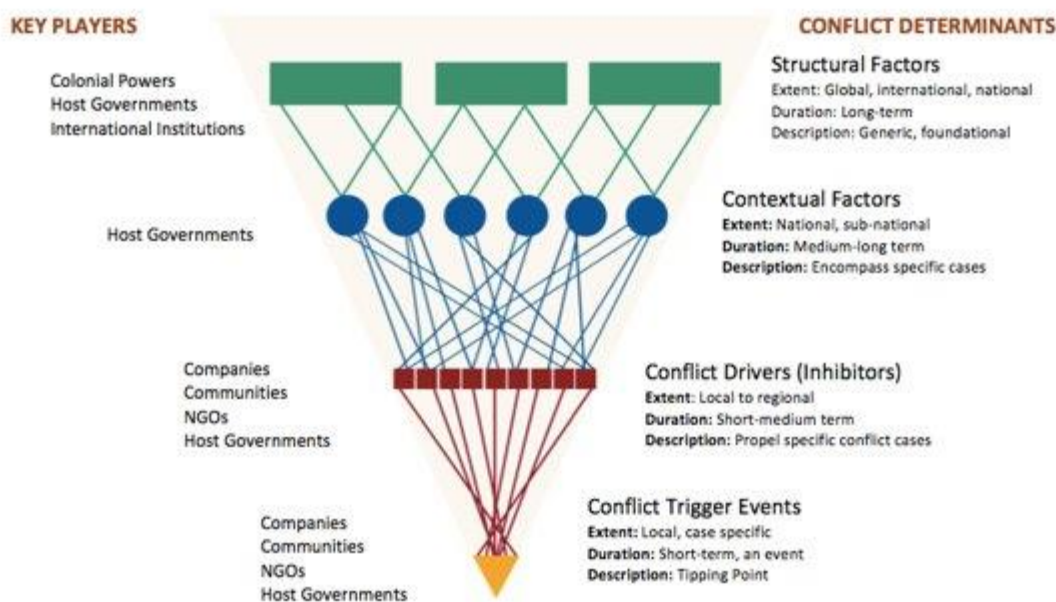 KEY PLAYERS
CONFLICT DETERMINANTS
Colonial Powers
Host Governments
International Institutions
Structural Factors
Extent: Global, international, national
Duration: Long-term
Description: Generic, foundational
Host Governments
Contextual Factors
Extent: National, sub-national
Duration: Medium-long term
Description: Encompass specific cases
Companies
Communities
NGOs
Host Governments
Conflict Drivers (Inhibitors)
Extent: Local to regional
Duration: Short-medium term
Description: Propel specific conflict cases
Companies
Communities
NGOs
Host Governments
Conflict Trigger Events
Extent: Local, case specific
Duration: Short-term, an event
Description: Tipping Point